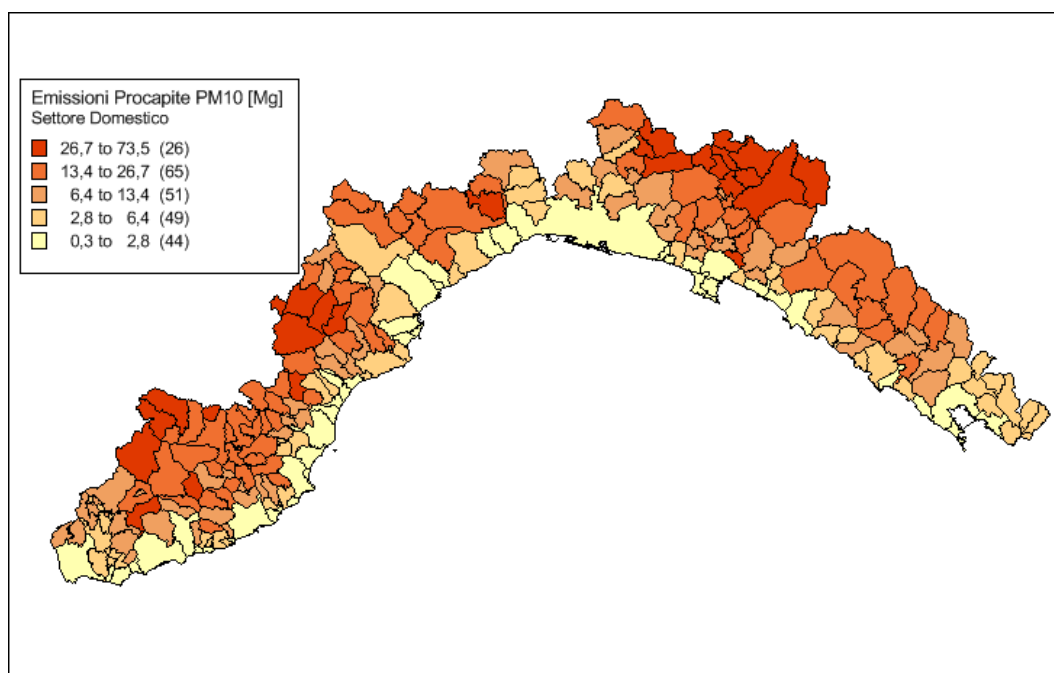 Emissioni Procapite PM10 [Mg]
Settore Domestico
26,7 to 73,5 (26)
13,4 to 26,7 (65)
6,4 to 13,4 (51)
2,8 to 6,4 (49)
0,3 to 2,8 (44)